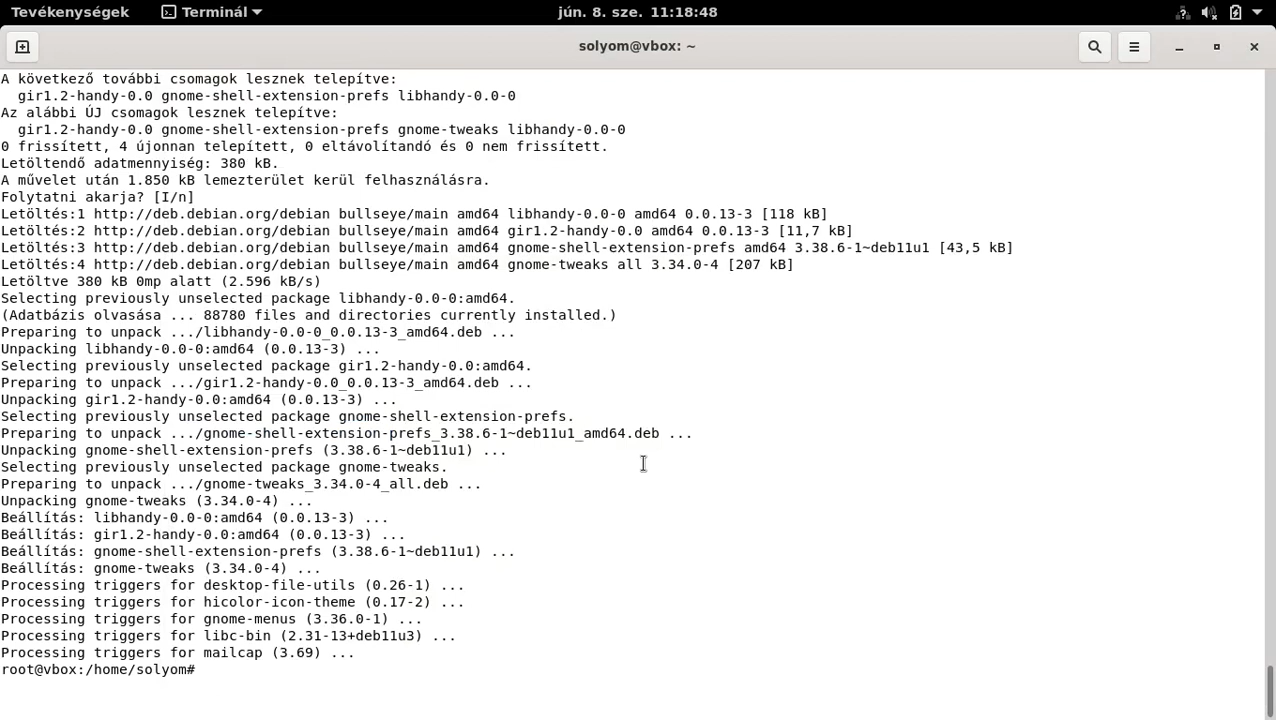 Tevékenységek
Terminál
jún. 8. sze. 11:18:48
solyom@vbox: ~
A következő további csomagok lesznek telepítve:
  gir1.2-handy-0.0 gnome-shell-extension-prefs libhandy-0.0-0
Az alábbi ÚJ csomagok lesznek telepítve:
  gir1.2-handy-0.0 gnome-shell-extension-prefs gnome-tweaks libhandy-0.0-0
0 frissített, 4 újonnan telepített, 0 eltávolítandó és 0 nem frissített.
Letöltendő adatmennyiség: 380 kB.
A művelet után 1.850 kB lemezterület kerül felhasználásra.
Folytatni akarja? [I/n]
Letöltés:1 http://deb.debian.org/debian bullseye/main amd64 libhandy-0.0-0 amd64 0.0.13-3 [118 kB]
Letöltés:2 http://deb.debian.org/debian bullseye/main amd64 gir1.2-handy-0.0 amd64 0.0.13-3 [11,7 kB]
Letöltés:3 http://deb.debian.org/debian bullseye/main amd64 gnome-shell-extension-prefs amd64 3.38.6-1~deb11u1 [43,5 kB]
Letöltés:4 http://deb.debian.org/debian bullseye/main amd64 gnome-tweaks all 3.34.0-4 [207 kB]
Letöltve 380 kB 0mp alatt (2.596 kB/s)
Selecting previously unselected package libhandy-0.0-0:amd64.
(Adatbázis olvasása ... 88780 files and directories currently installed.)
Preparing to unpack .../libhandy-0.0-0_0.0.13-3_amd64.deb ...
Unpacking libhandy-0.0-0:amd64 (0.0.13-3) ...
Selecting previously unselected package gir1.2-handy-0.0:amd64.
Preparing to unpack .../gir1.2-handy-0.0_0.0.13-3_amd64.deb ...
Unpacking gir1.2-handy-0.0:amd64 (0.0.13-3) ...
Selecting previously unselected package gnome-shell-extension-prefs.
Preparing to unpack .../gnome-shell-extension-prefs_3.38.6-1~deb11u1_amd64.deb ...
Unpacking gnome-shell-extension-prefs (3.38.6-1~deb11u1) ...
Selecting previously unselected package gnome-tweaks.
Preparing to unpack .../gnome-tweaks_3.34.0-4_all.deb ...
Unpacking gnome-tweaks (3.34.0-4) ...
Beállítás: libhandy-0.0-0:amd64 (0.0.13-3) ...
Beállítás: gir1.2-handy-0.0:amd64 (0.0.13-3) ...
Beállítás: gnome-shell-extension-prefs (3.38.6-1~deb11u1) ...
Beállítás: gnome-tweaks (3.34.0-4) ...
Processing triggers for desktop-file-utils (0.26-1) ...
Processing triggers for hicolor-icon-theme (0.17-2) ...
Processing triggers for gnome-menus (3.36.0-1) ...
Processing triggers for libc-bin (2.31-13+deb11u3) ...
Processing triggers for mailcap (3.69) ...
root@vbox:/home/solyom#